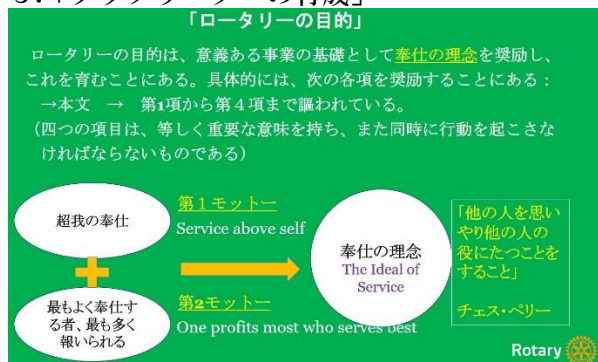 「ロータリーの目的」
ロータリーの目的は、意義ある事業の基礎として奉仕の理念を奨励し、
これを育むことにある。具体的には、次の各項を奨励することにある：
→本文　→　第1項から第４項まで謳われている。
（四つの項目は、等しく重要な意味を持ち、また同時に行動を起こさな
ければならないものである）
超我の奉仕
第１モットー
Service above self
最もよく奉仕す
る者、最も多く
報いられる
第2モットー
One profits most who serves best
奉仕の理念
The Ideal of
Service
「他の人を思い
やり他の人の
役にたつことを
すること」
チェス・ペリー
Rotary